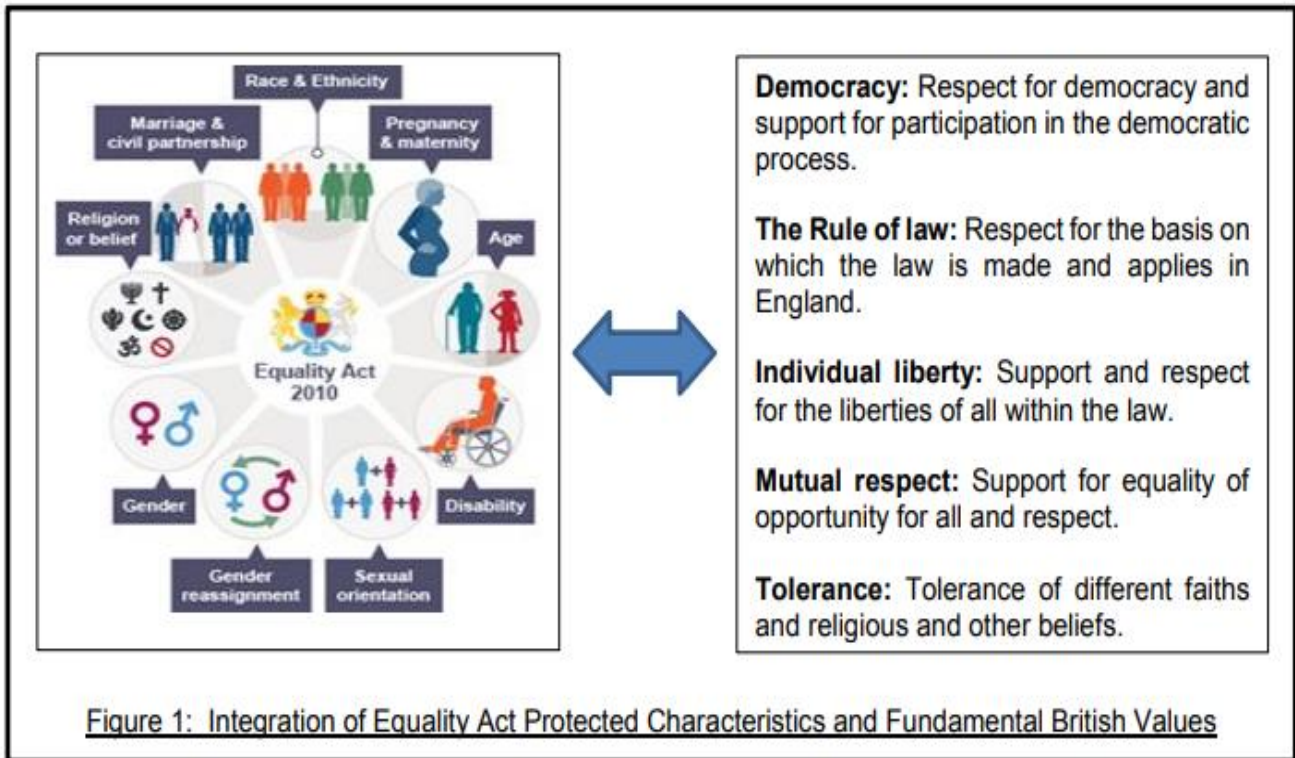 Race & Ethnicity
Marriage &
civil partnership
Pregnancy
& maternity
Religion
or belief
Age
Equality Act
2010
Gender
Disability
Gender
reassignment
Sexual
orientation
Democracy: Respect for democracy and
support for participation in the democratic
process.
The Rule of law: Respect for the basis on
which the law is made and applies in
England.
Individual liberty: Support and respect
for the liberties of all within the law.
Mutual respect: Support for equality of
opportunity for all and respect.
Tolerance: Tolerance of different faiths
and religious and other beliefs.
Figure 1: Integration of Equality Act Protected Characteristics and Fundamental British Values